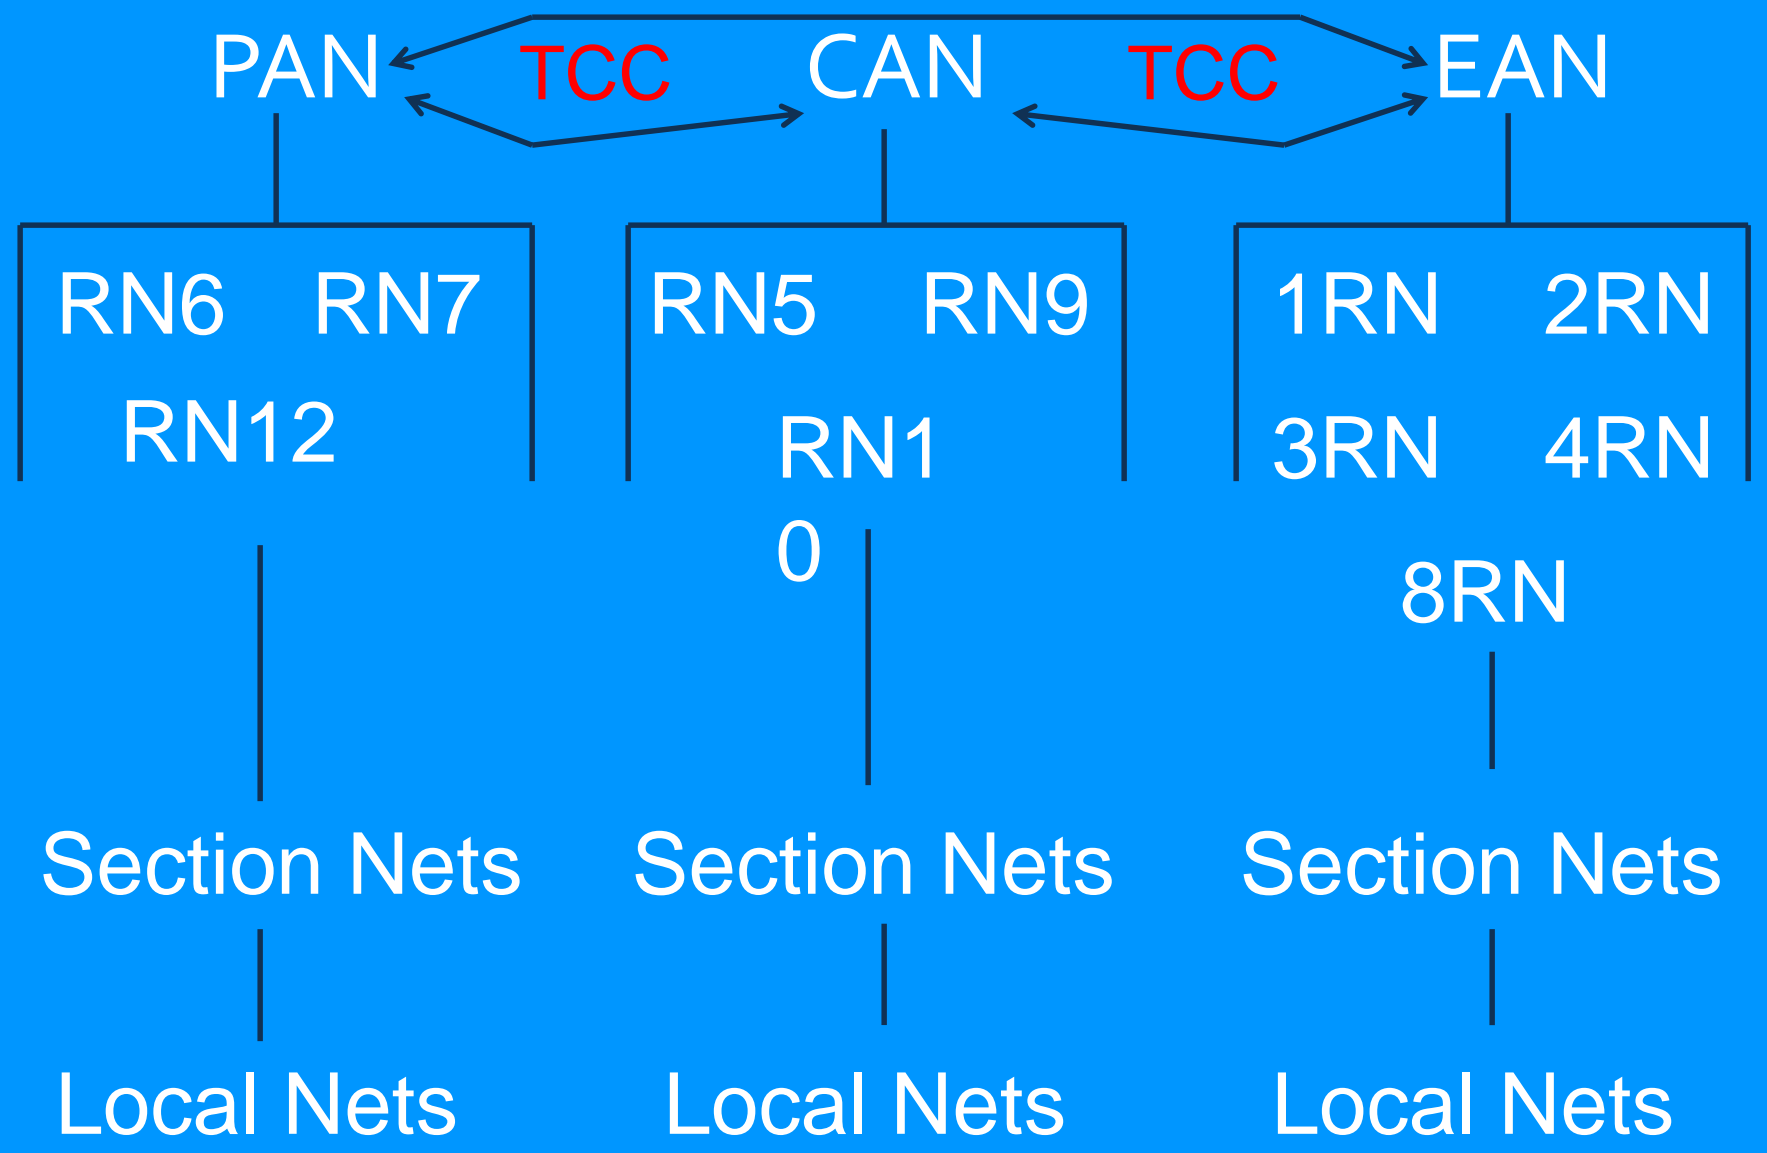 PAN TCC CAN TCC EAN
RN6 RN7 RN5 RN9 1RN 2RN
RN12 RN1 3RN 4RN
0
8RN
Section Nets Section Nets Section Nets
Local Nets Local Nets Local Nets